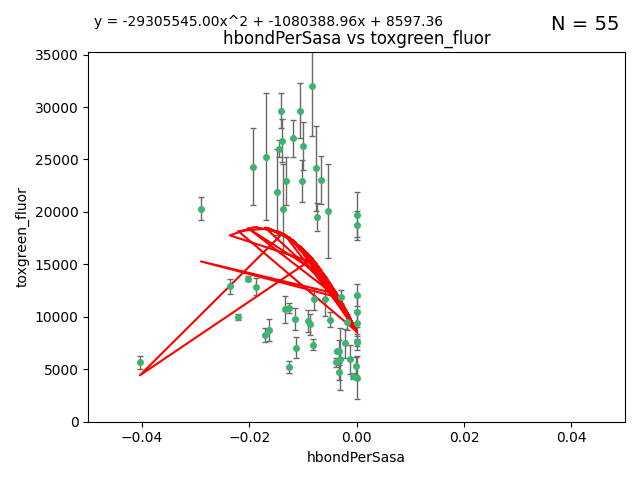 y = -29305545.00x^2 + -1080388.96x + 8597.36
N = 55
hbondPerSasa vs toxgreen_fluor
35000
30000
25000
20000
15000
10000
5000
0
toxgreen_fluor
−0.04
−0.02
0.00
0.02
0.04
hbondPerSasa